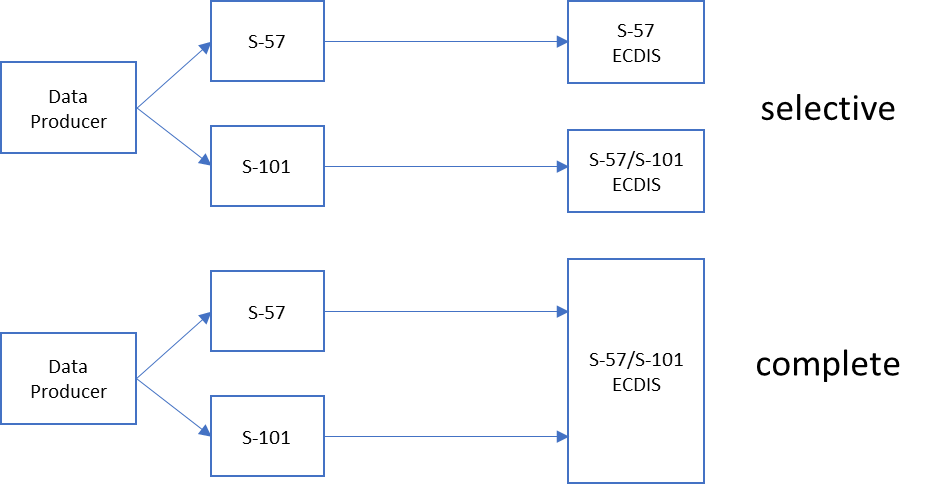 S-57
S-57
ECDIS
Data
Producer
selective
S-101
S-57/S-101
ECDIS
S-57
Data
Producer
S-57/S-101
ECDIS
complete
S-101